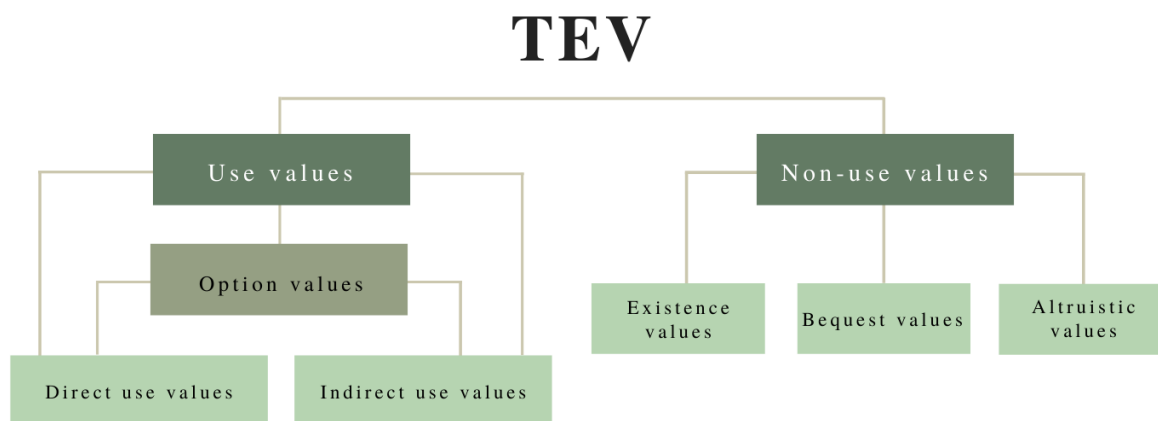 TEV
Use values
Non-use values
Option values
Existence
values
Bequest values
Altruistic
values
Direct use values
Indirect use values